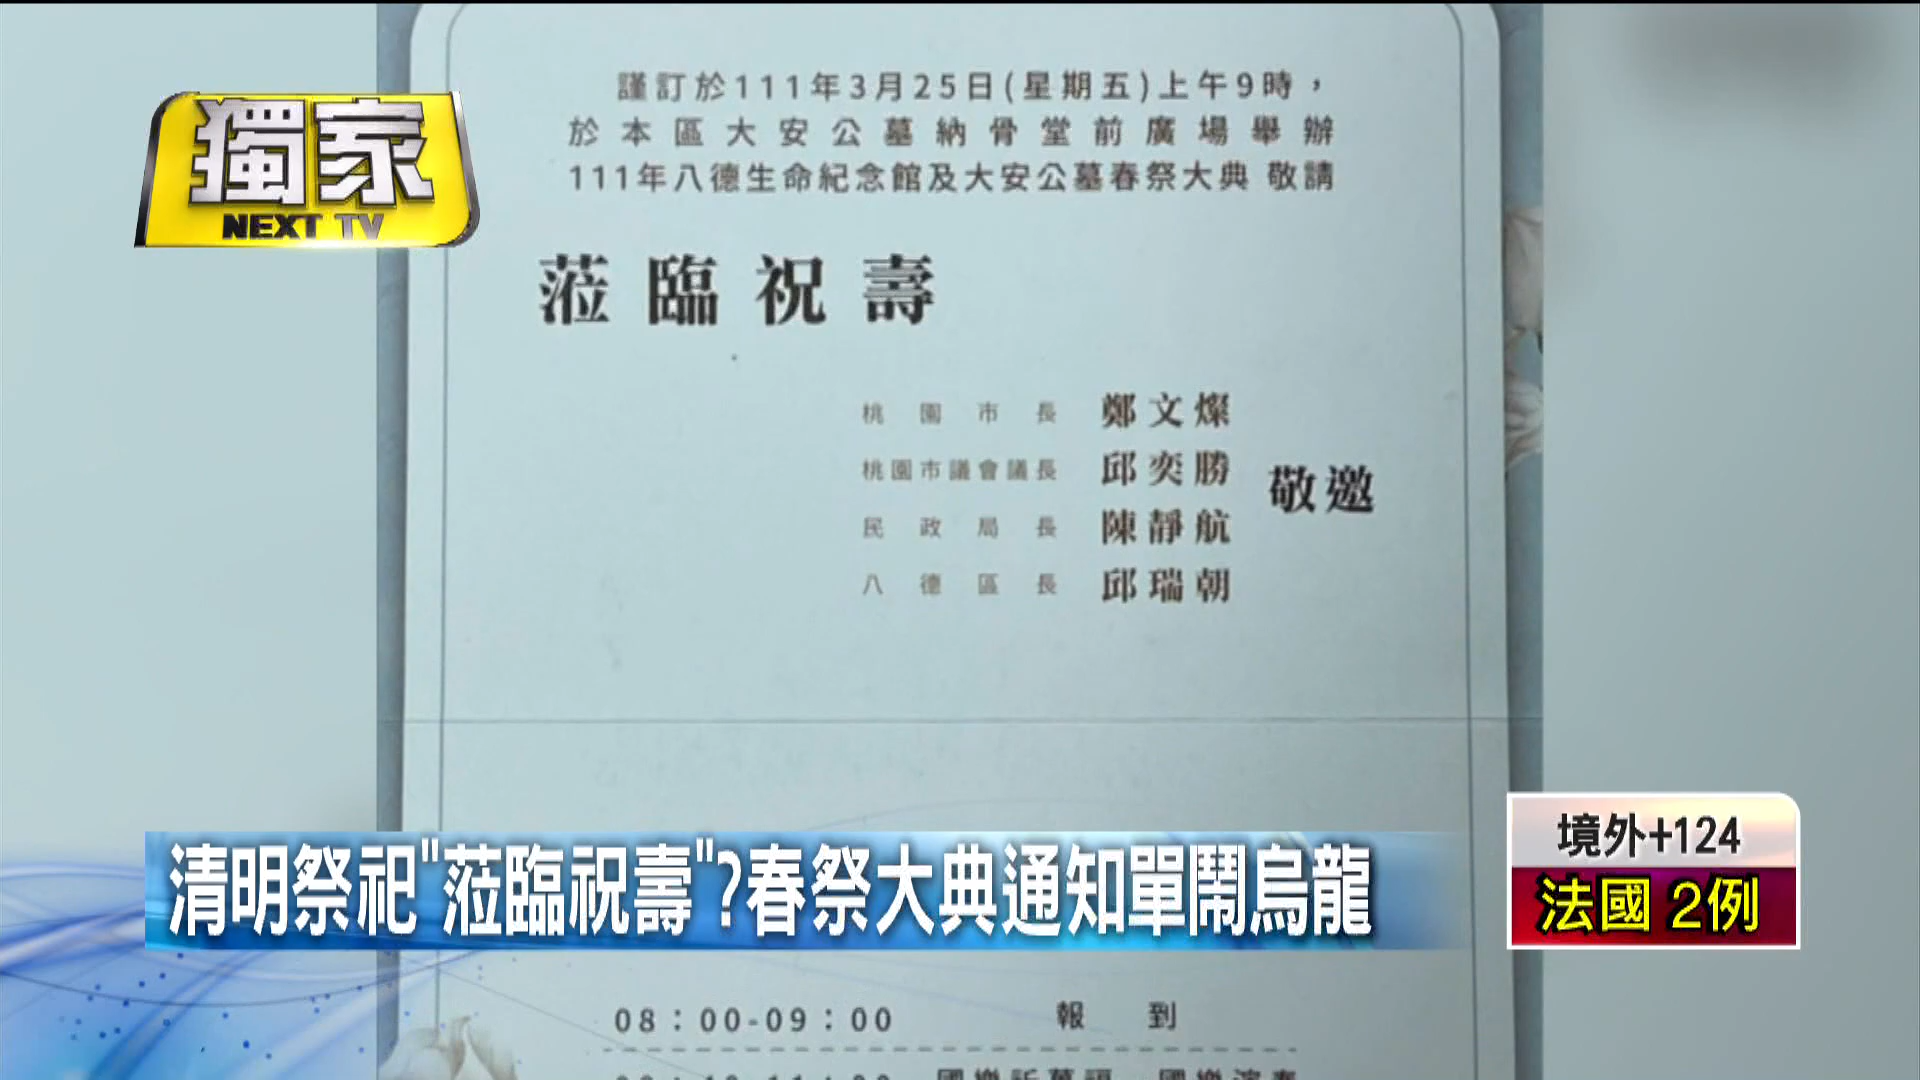 謹訂於111年3月25日(星期五)上午9時，
於本區大安公墓納骨堂前廣場舉辦
111年八德生命紀念館及大安公墓春祭大典 敬請
獨家
NEXT TV
蒞臨祝壽
桃園市長 鄭文燦
桃園市議會議長 邱奕勝
敬邀
民政局長 陳靜航
八德區長 邱瑞朝
清明祭祀"蒞臨祝壽"?春祭大典通知單鬧烏龍
境外+124
法國 2例
08：00-09：00 報到